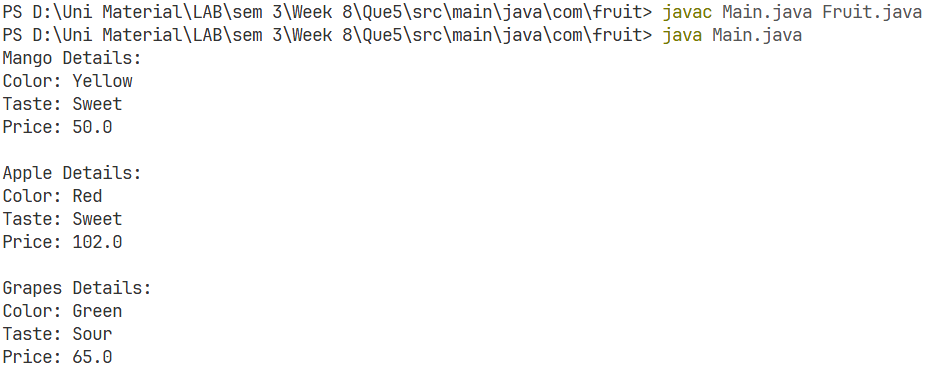 PS D:\Uni Material\LAB\sem 3\Week 8\Que5\src\main\java\com\fruit> javac Main.java Fruit.java
PS D:\Uni Material\LAB\sem 3\Week 8\Que5\src\main\java\com\fruit> java Main.java
Mango Details:
Color: Yellow
Taste: Sweet
Price: 50.0

Apple Details:
Color: Red
Taste: Sweet
Price: 102.0

Grapes Details:
Color: Green
Taste: Sour
Price: 65.0